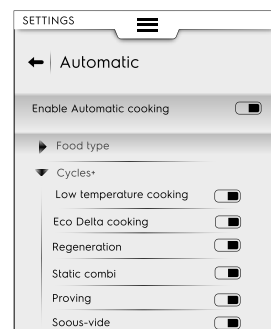 SETTINGS
Automatic
Enable Automatic cooking
Food type
Cycles+
Low temperature cooking
Eco Delta cooking
Regeneration
Static combi
Proving
Soous-vide